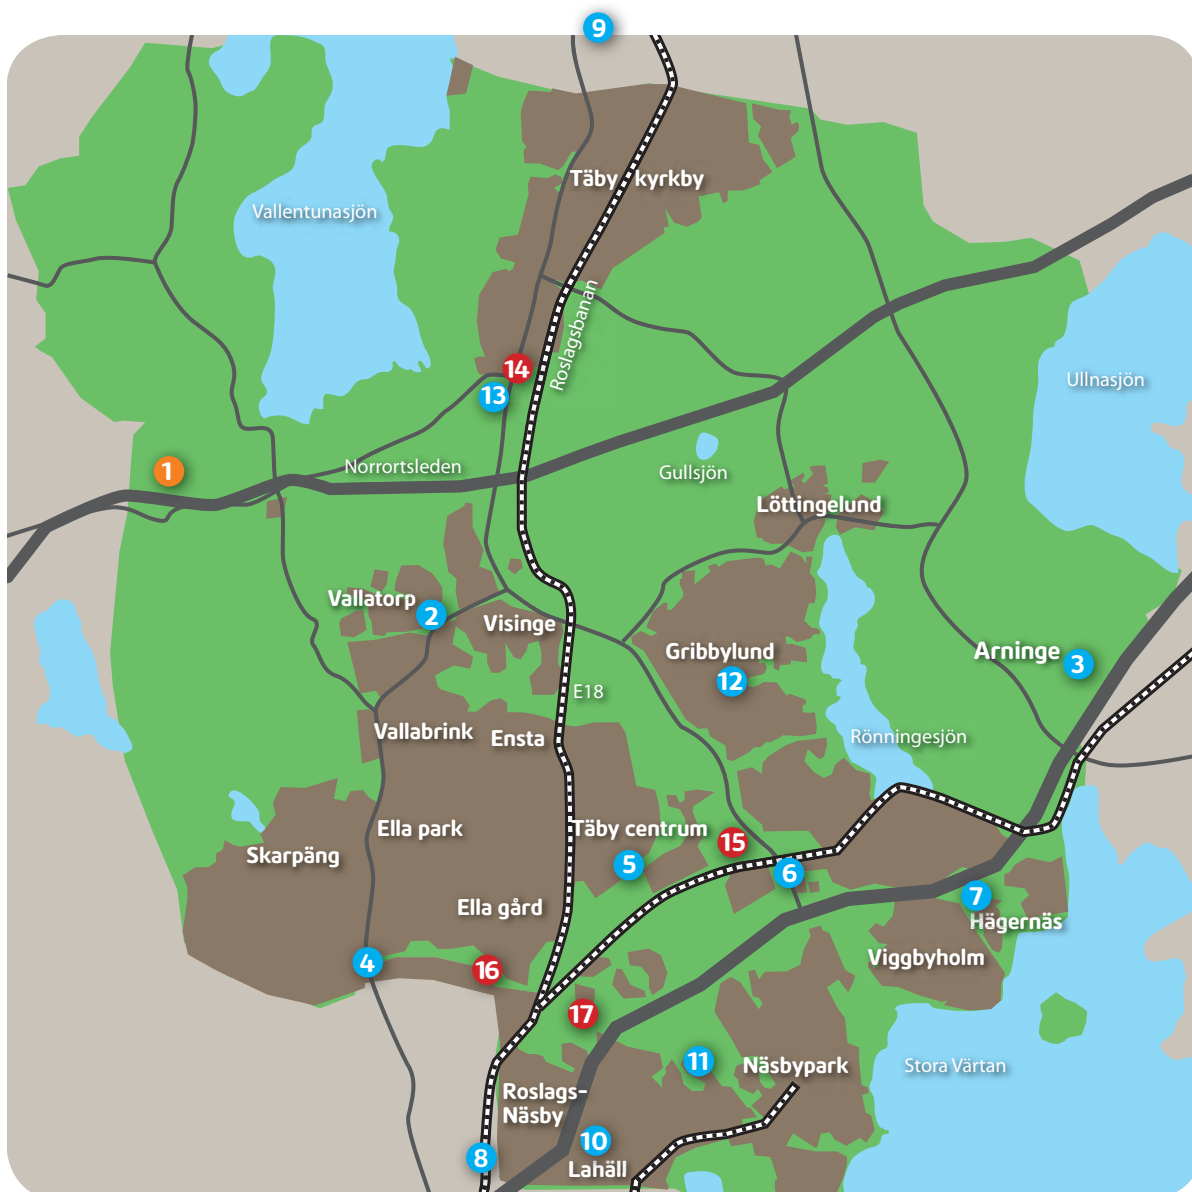 9
Täby kyrkby
Vallentunasjön
Roslagsbanan
14
13
Ullnasjön
1
Norrortsleden
Gullsjön
Löttingelund
Vallatorp
2
Visinge
Gribbylund
12
Arninge
3
E18
Vallabrink
Ensta
Rönningesjön
Ella park
Täby centrum
15
Skarpäng
5
6
7
Ella gård
Hägernäs
4
16
Viggbyholm
17
11
Näsbypark
Stora Värtan
Roslags-
Näsby
10
8
Lahäll